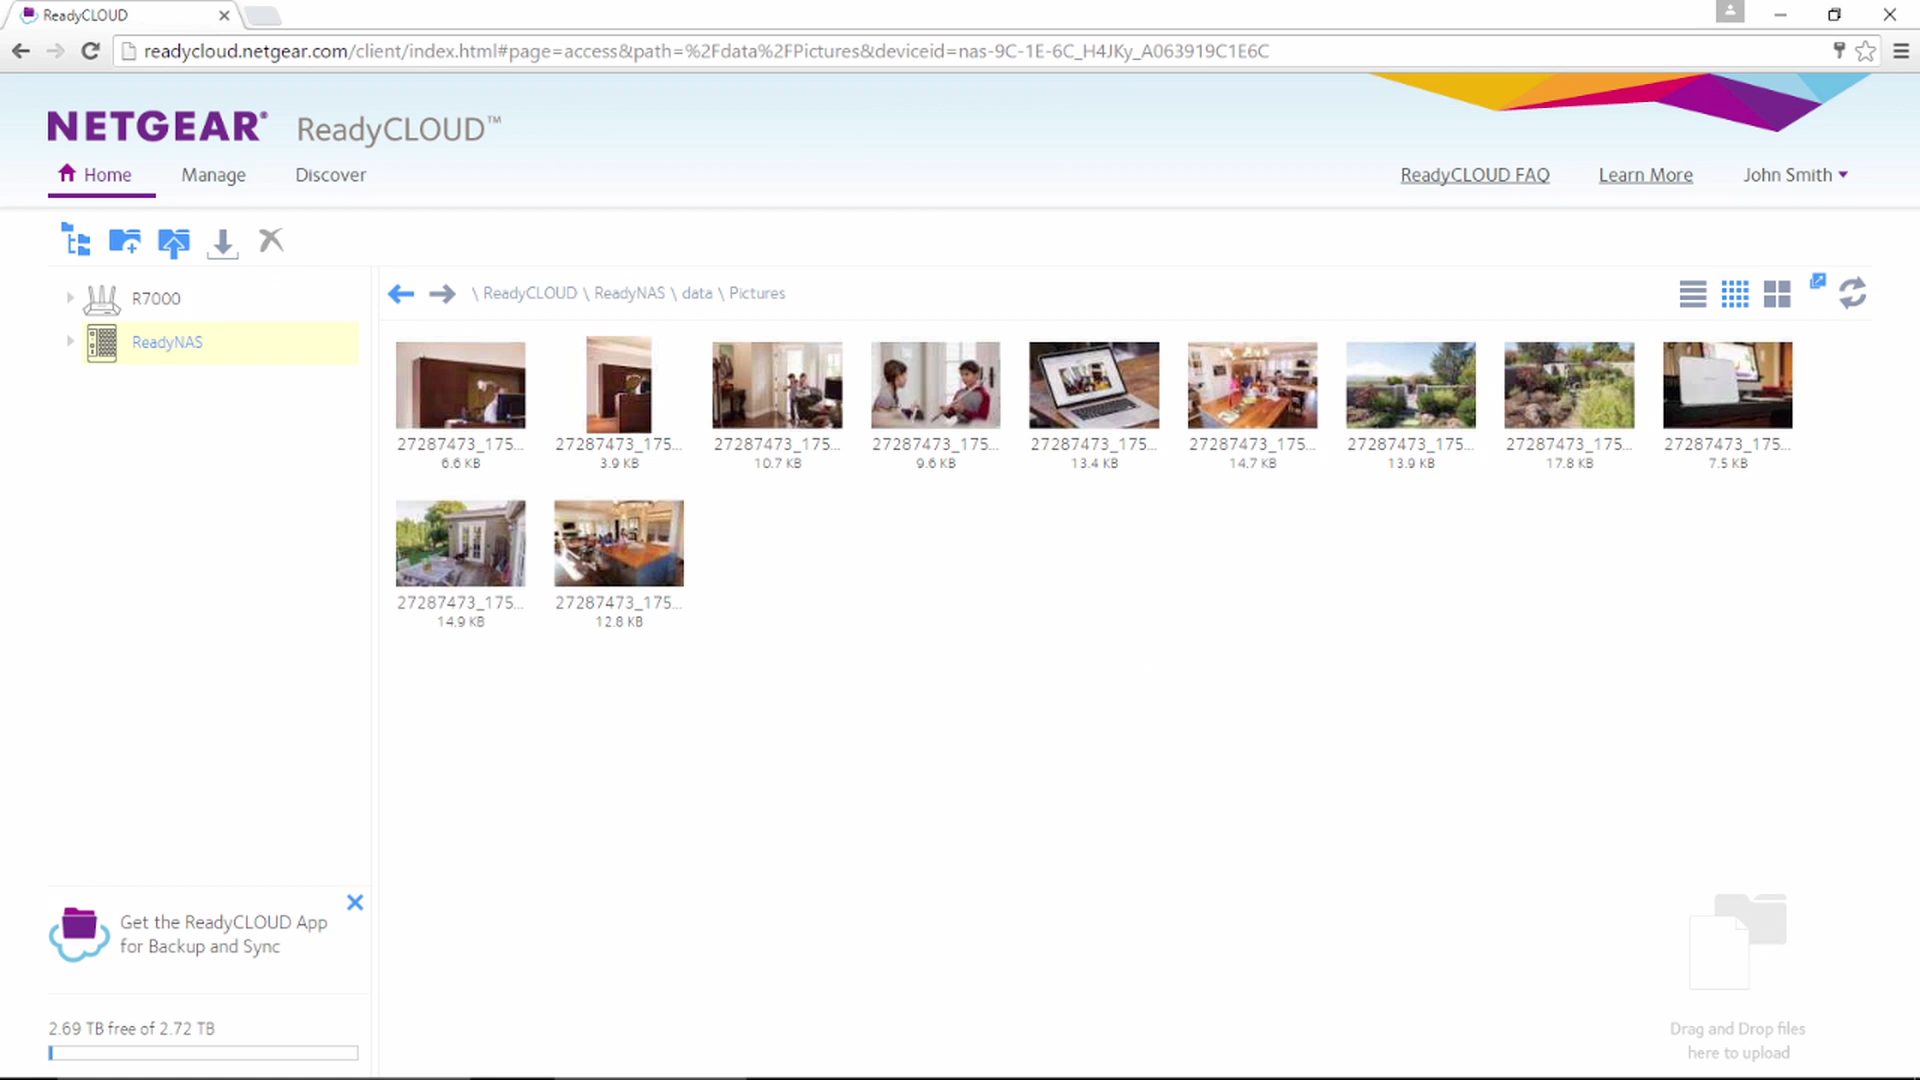 ReadyCLOUD
readycloud.netgear.com/client/index.html#page=access&path=%2Fdata%2FPictures&deviceid=nas-9C-1E-6C_H4JKy_A063919C1E6C
NETGEAR® ReadyCLOUD™
Home Manage Discover ReadyCLOUD FAQ Learn More John Smith
\ ReadyCLOUD \ ReadyNAS \ data \ Pictures
R7000
ReadyNAS
27287473_175... 27287473_175... 27287473_175... 27287473_175... 27287473_175... 27287473_175... 27287473_175... 27287473_175... 27287473_175...
6.6 KB 3.9 KB 10.7 KB 9.6 KB 13.4 KB 14.7 KB 13.9 KB 17.8 KB 7.5 KB
27287473_175... 27287473_175...
14.9 KB 12.8 KB
Get the ReadyCLOUD App
for Backup and Sync
2.69 TB free of 2.72 TB
Drag and Drop files
here to upload